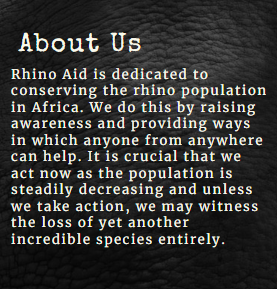 About Us
Rhino Aid is dedicated to
conserving the rhino population
in Africa. We do this by raising
awareness and providing ways
in which anyone from anywhere
can help. It is crucial that we
act now as the population is
steadily decreasing and unless
we take action, we may witness
the loss of yet another
incredible species entirely.